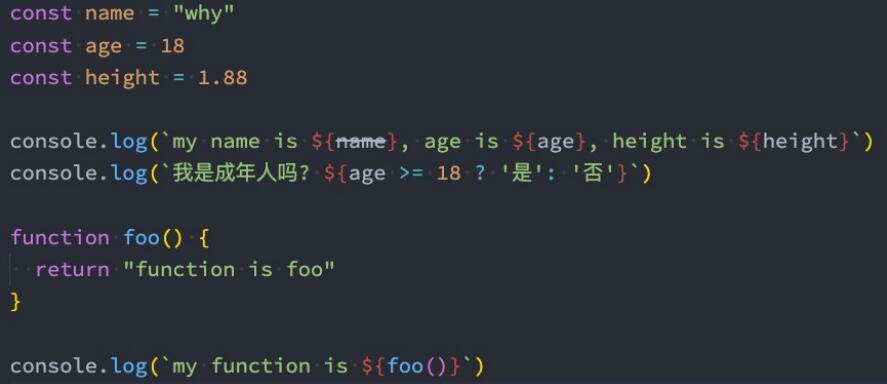 const name = "why"
const age = 18
const height = 1.88
console.log(`my name is ${name}, age is ${age}, height is ${height}`)
console.log(`我是成年人吗? ${age >= 18 ? '是': '否'}`)
function foo() {
  return "function is foo"
}
console.log(`my function is ${foo()}`)